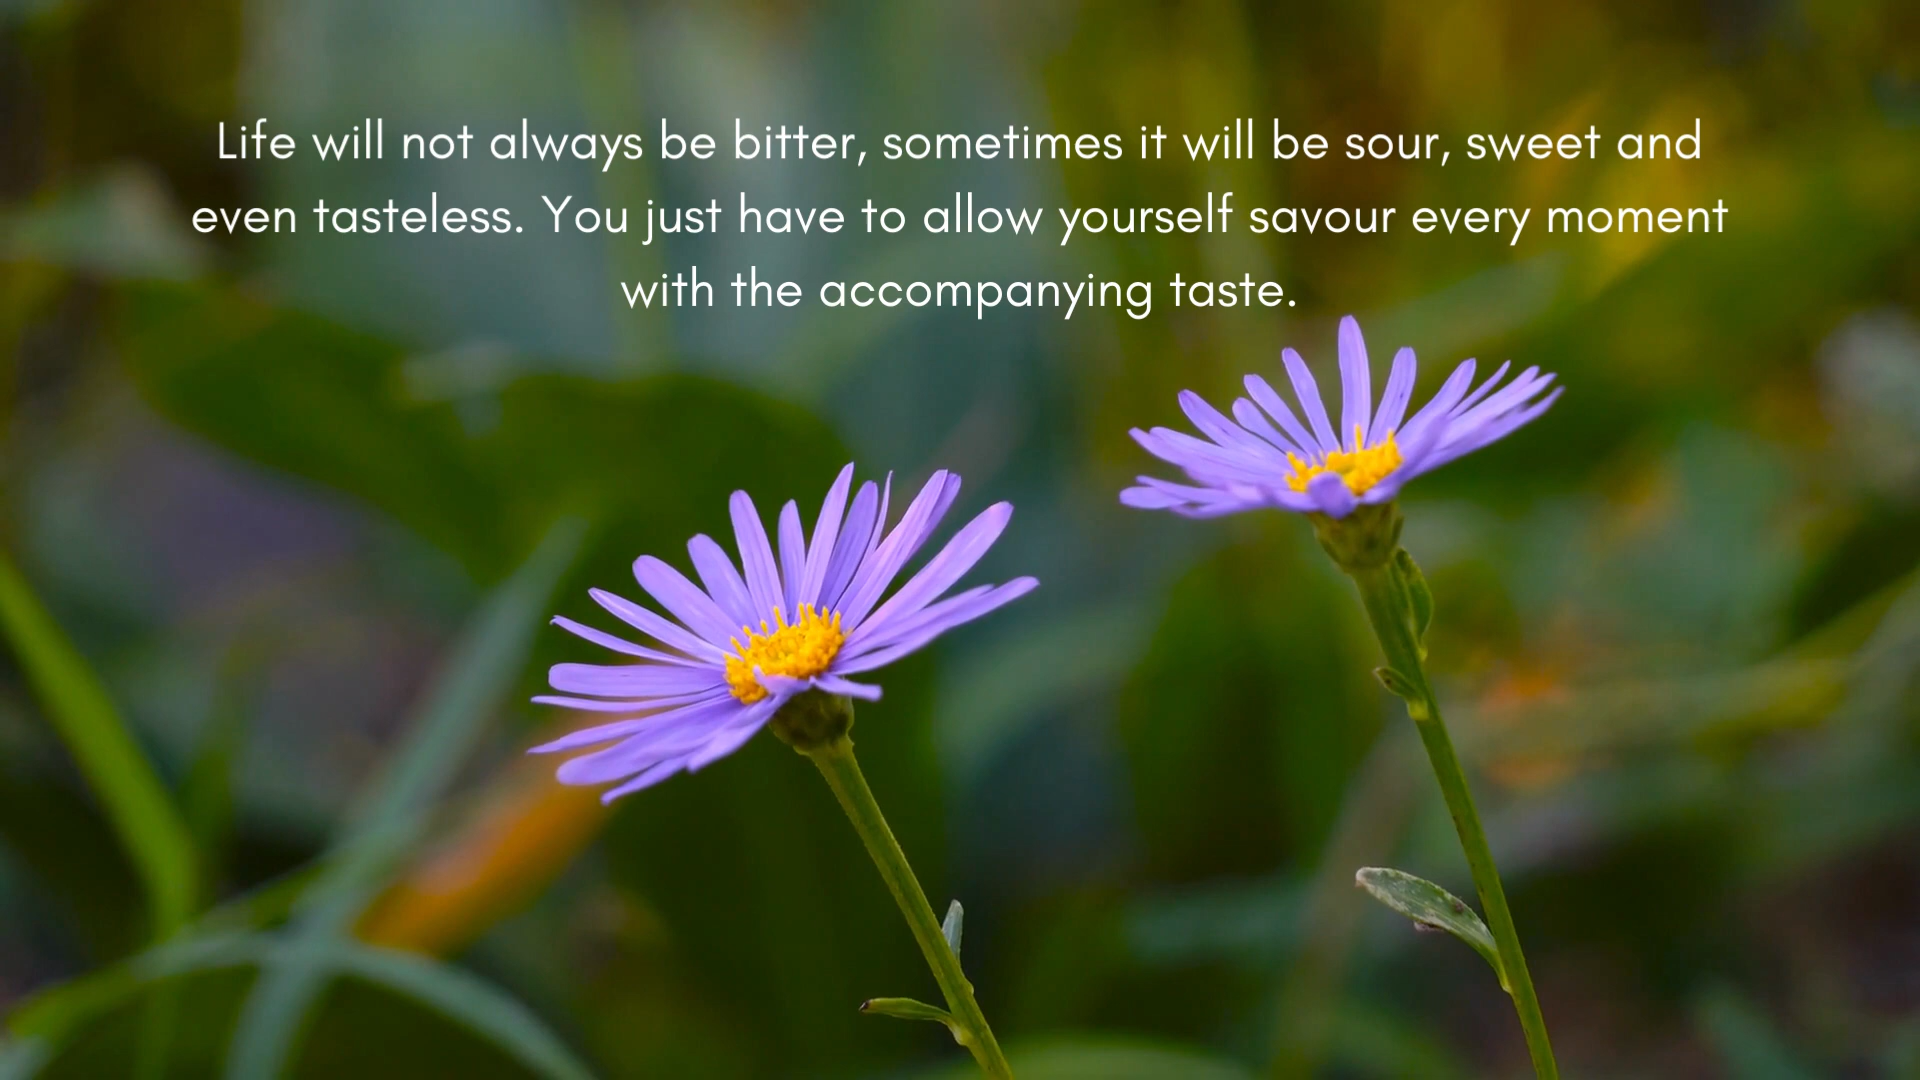 Life will not always be bitter, sometimes it will be sour, sweet and
even tasteless. You just have to allow yourself savour every moment
with the accompanying taste.